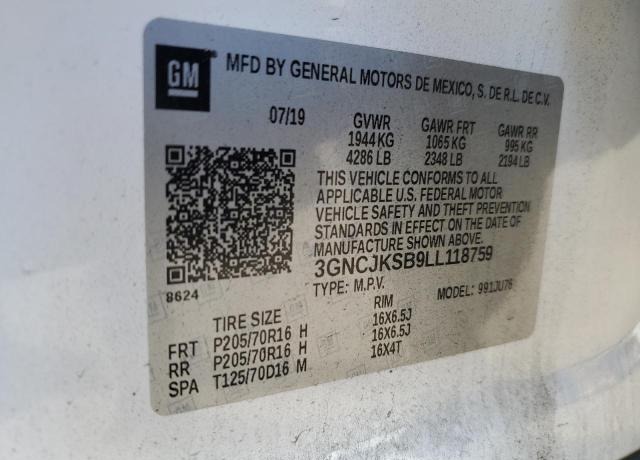 GM
MFD BY GENERAL MOTORS DE MEXICO, S. DE R.L. DE C.V.
07/19 GVWR GAWR FRT GAWR RR
1944 KG 1065 KG 995 KG
4286 LB 2348 LB 2194 LB
THIS VEHICLE CONFORMS TO ALL
APPLICABLE U.S. FEDERAL MOTOR
VEHICLE SAFETY AND THEFT PREVENTION
STANDARDS IN EFFECT ON THE DATE OF
MANUFACTURE SHOWN ABOVE.
3GNCJKSB9LL118759
8624
TYPE: M.P.V. MODEL: 991JU76
TIRE SIZE RIM
FRT P205/70R16 H 16X6.5J
RR P205/70R16 H 16X6.5J
SPA T125/70D16 M 16X4T